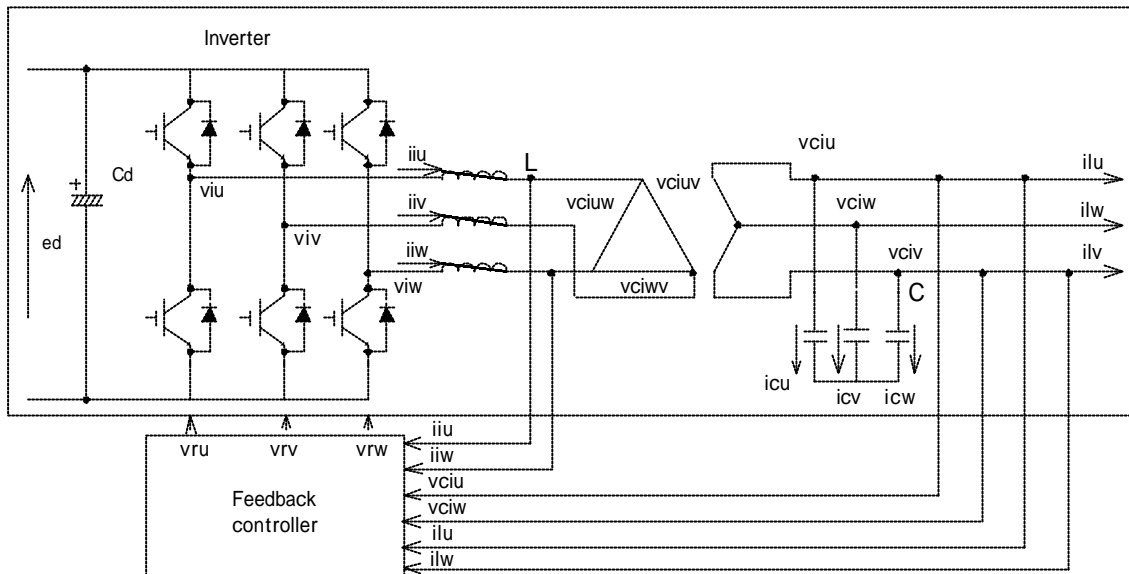 Inverter
iiu
L
vciu
ilu
Cd
viu
vciuv
+
vciuw
iiv
vciw
ilw
ed
viv
iiw
vciv
ilv
viw
vciwv
C
icu
icv
icw
vru
vrv
vrw
iiu
iiw
vciu
Feedback
controller
vciw
ilu
ilw